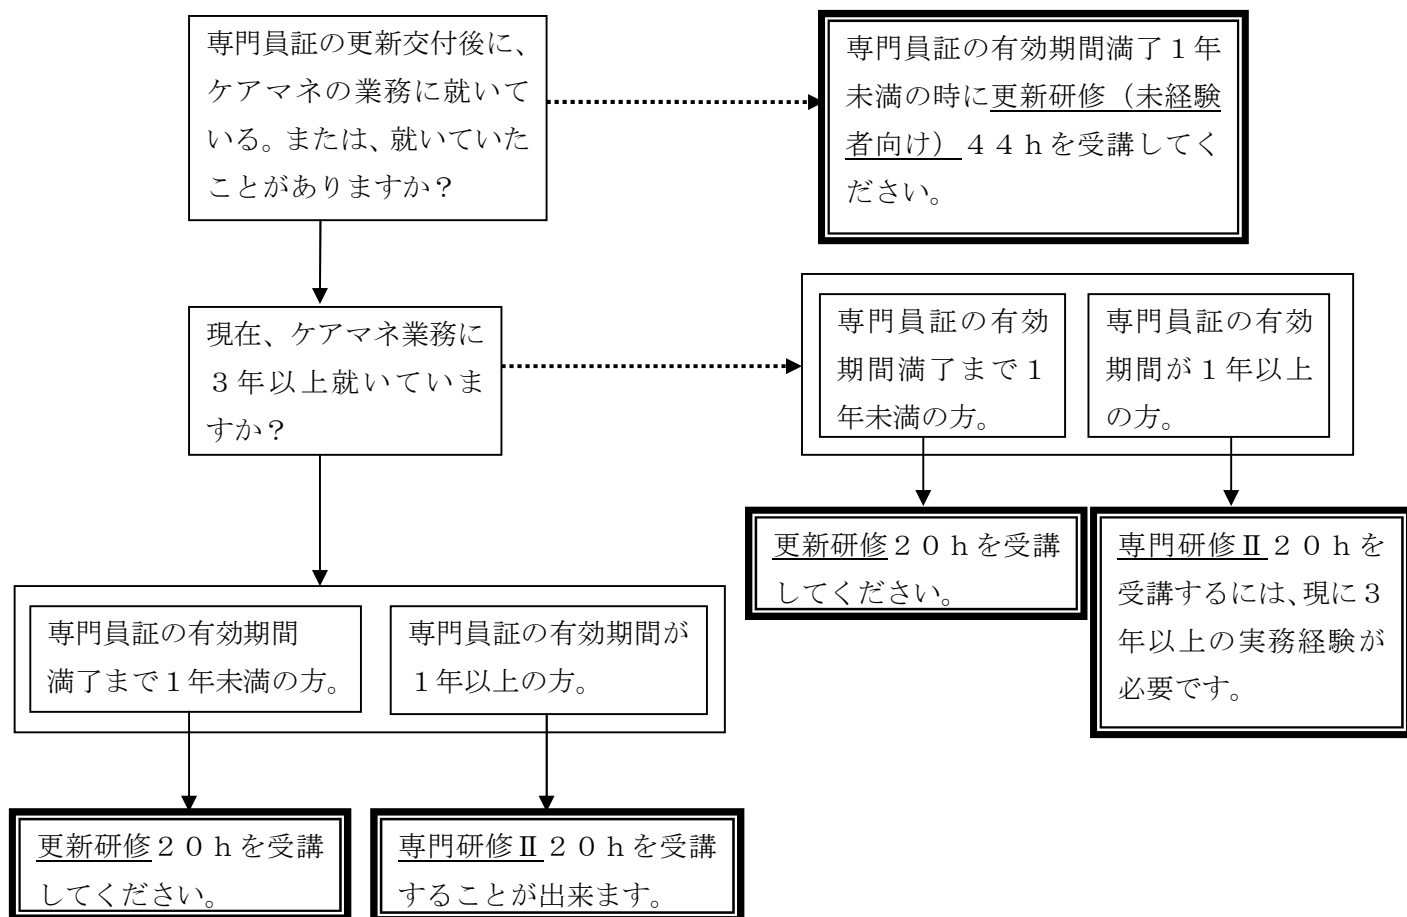 専門員証の更新交付後に、
ケアマネの業務に就いて
いる。または、就いていた
ことがありますか？
専門員証の有効期間満了１年
未満の時に更新研修（未経験
者向け）４４ｈを受講してく
ださい。
現在、ケアマネ業務に
３年以上就いていま
すか？
専門員証の有効
期間満了まで１
年未満の方。
専門員証の有効
期間が１年以上
の方。
更新研修２０ｈを受講
してください。
専門研修Ⅱ２０ｈを
受講するには、現に３
年以上の実務経験が
必要です。
専門員証の有効期間
満了まで１年未満の方。
専門員証の有効期間が
１年以上の方。
更新研修２０ｈを受講
してください。
専門研修Ⅱ２０ｈを受講
することが出来ます。